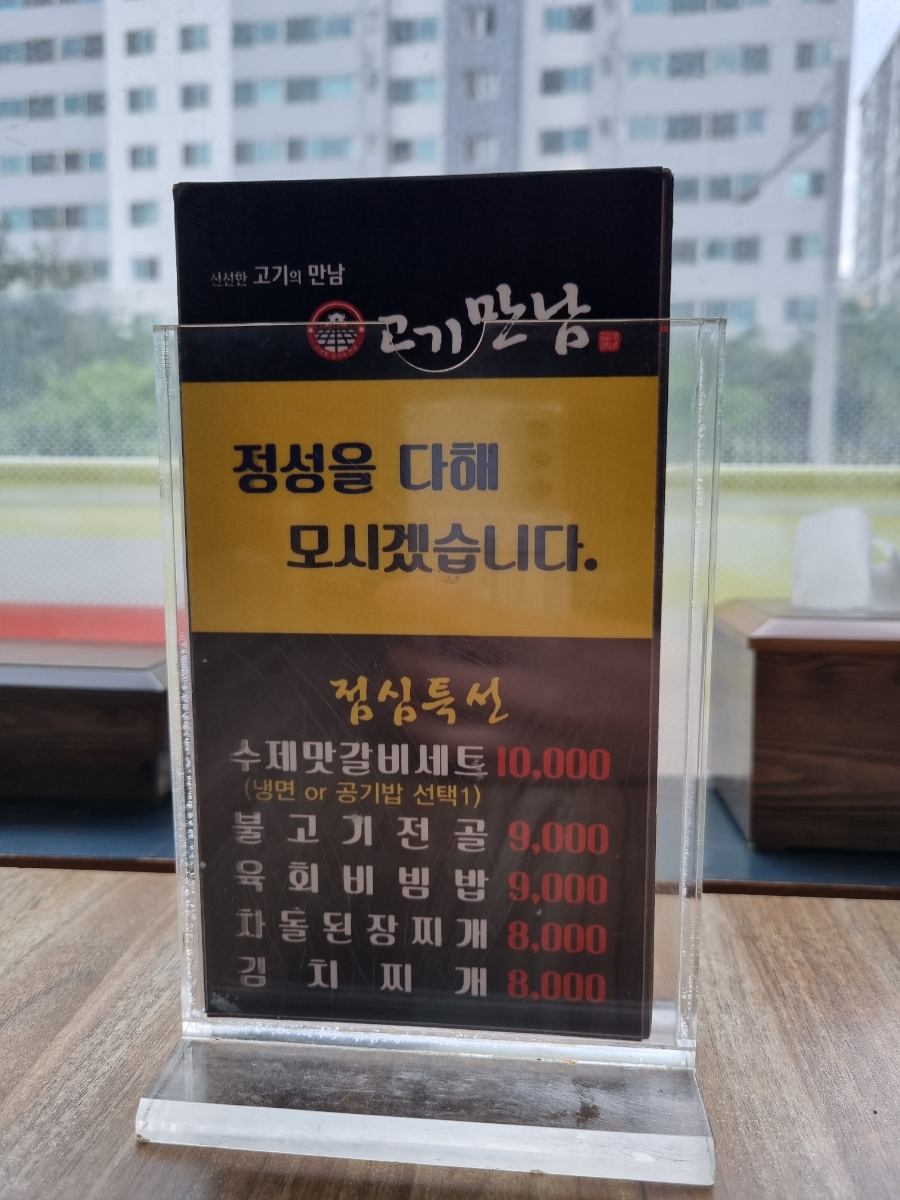 신선한 고기의 만남
고기만남
정성을 다해
모시겠습니다.
점심특선
수제맛갈비세트 10,000
(냉면 or 공기밥 선택1)
불고기전골 9,000
육회비빔밥 9,000
차돌된장찌개 8,000
김치찌개 8,000